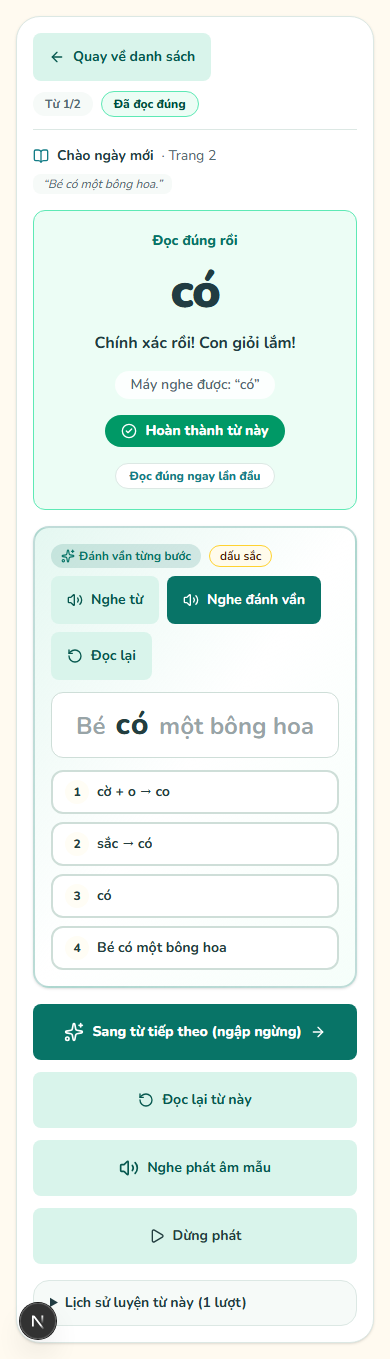 Quay về danh sách
Từ 1/2
Đã đọc đúng
Chào ngày mới · Trang 2
“Bé có một bông hoa.”
Đọc đúng rồi
có
Chính xác rồi! Con giỏi lắm!
Máy nghe được: “có”
Hoàn thành từ này
Đọc đúng ngay lần đầu
Đánh vần từng bước
dấu sắc
Nghe từ
Nghe đánh vần
Đọc lại
Bé có một bông hoa
1 cờ + o → co
2 sắc → có
3 có
4 Bé có một bông hoa
Sang từ tiếp theo (ngập ngừng) →
Đọc lại từ này
Nghe phát âm mẫu
Dừng phát
Lịch sử luyện từ này (1 lượt)
N